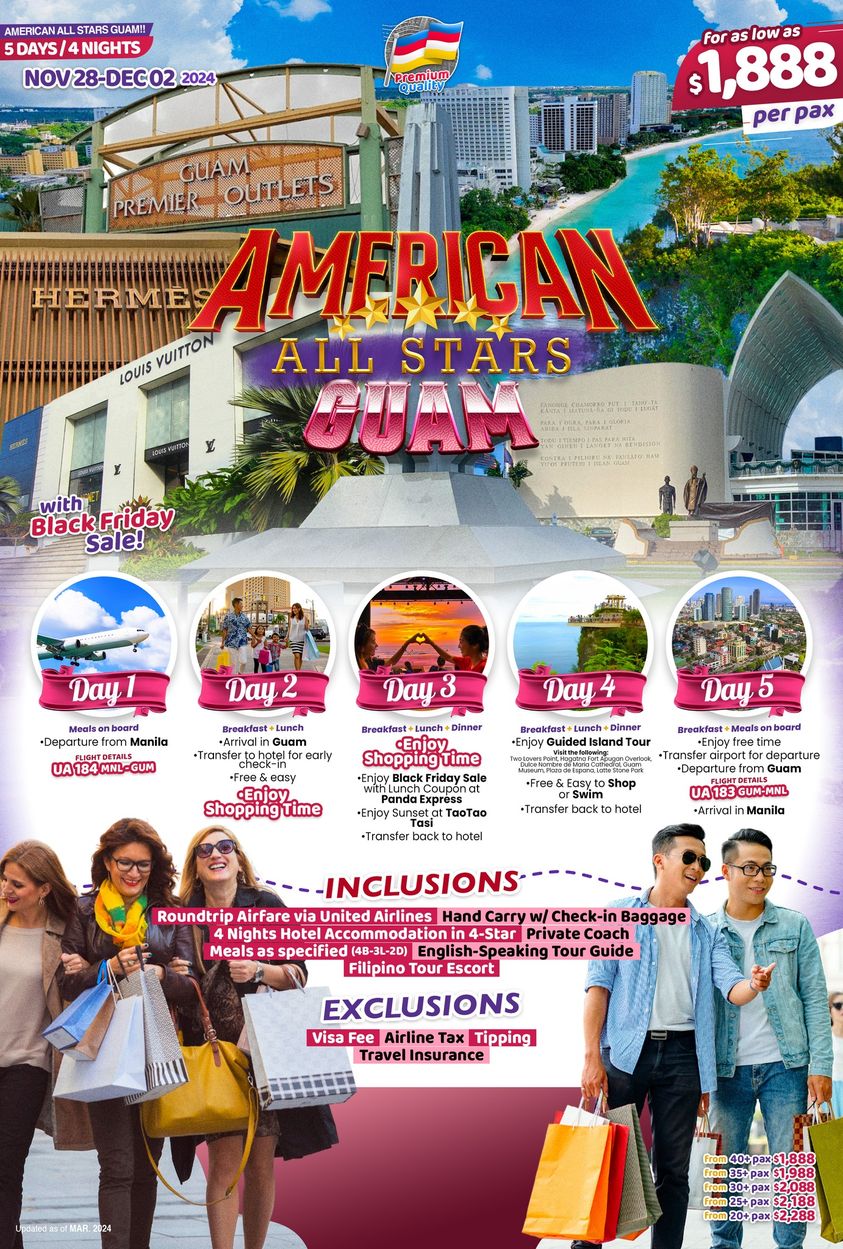 AMERICAN ALL STARS GUAM!!
5 DAYS / 4 NIGHTS
NOV 28-DEC 02 2024
Premium
Quality
For as low as
$1,888
per pax
GUAM
PREMIER OUTLETS
HERMÈS
LOUIS VUITTON
LOUIS VUITTON
AMERICAN
ALL STARS
GUAM
with
Black Friday
Sale!
Day 1
Meals on board
•Departure from Manila
FLIGHT DETAILS
UA 184 MNL-GUM
Day 2
Breakfast + Lunch
•Arrival in Guam
•Transfer to hotel for early
check-in
•Free & easy
•Enjoy
Shopping Time
Day 3
Breakfast + Lunch + Dinner
•Enjoy
Shopping Time
•Enjoy Black Friday Sale
with Lunch Coupon at
Panda Express
•Enjoy Sunset at TaoTao
Tasi
•Transfer back to hotel
Day 4
Breakfast + Lunch + Dinner
•Enjoy Guided Island Tour
Visit the following:
Two Lovers Point, Hagatna Fort Apugan Overlook,
Dulce Nombre de Maria Cathedral, Guam
Museum, Plaza de Espana, Latte Stone Park
•Free & Easy to Shop
or Swim
•Transfer back to hotel
Day 5
Breakfast + Meals on board
•Enjoy free time
•Transfer airport for departure
•Departure from Guam
FLIGHT DETAILS
UA 183 GUM-MNL
•Arrival in Manila
INCLUSIONS
Roundtrip Airfare via United Airlines Hand Carry w/ Check-in Baggage
4 Nights Hotel Accommodation in 4-Star Private Coach
Meals as specified (4B-3L-2D) English-Speaking Tour Guide
Filipino Tour Escort
EXCLUSIONS
Visa Fee Airline Tax Tipping
Travel Insurance
from 40+ pax $1,888
from 35+ pax $1,988
from 30+ pax $2,088
from 25+ pax $2,188
from 20+ pax $2,288
Updated as of MAR. 2024